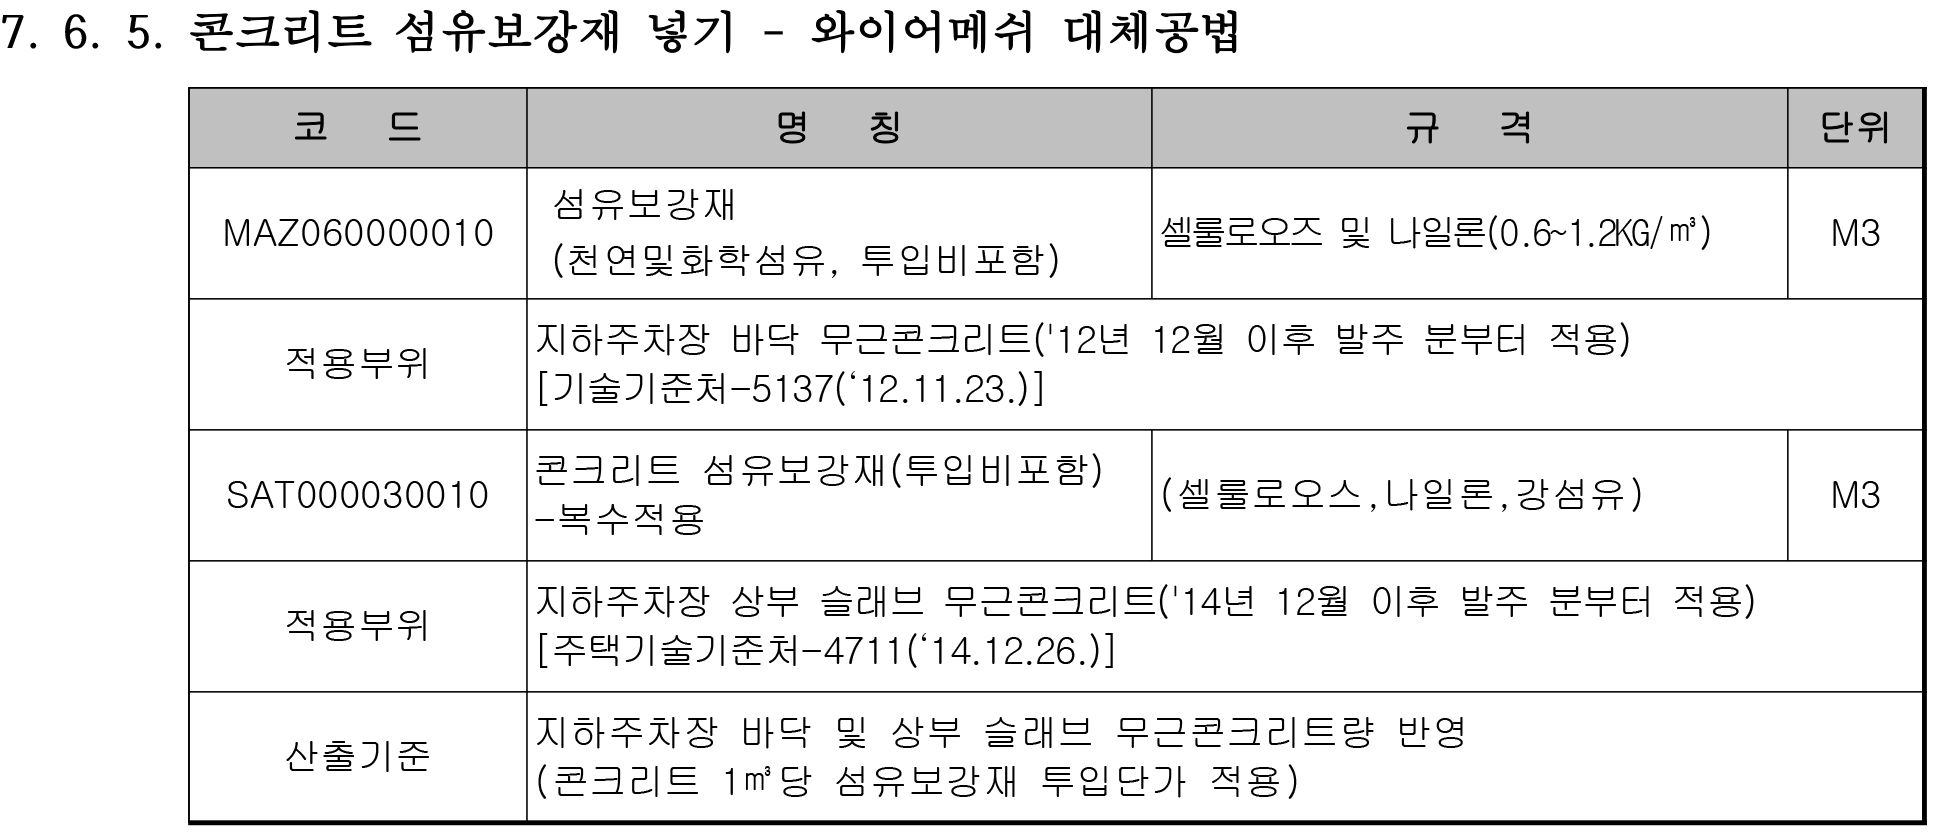 7. 6. 5. 콘크리트 섬유보강재 넣기 - 와이어메쉬 대체공법
코 드 명 칭 규 격 단위
MAZ060000010
섬유보강재
(천연및화학섬유, 투입비포함)
셀룰로오즈 및 나일론(0.6~1.2KG/㎥)
M3
적용부위
지하주차장 바닥 무근콘크리트('12년 12월 이후 발주 분부터 적용)
[기술기준처-5137(‘12.11.23.)]
SAT000030010
콘크리트 섬유보강재(투입비포함)
-복수적용
(셀룰로오스,나일론,강섬유)
M3
적용부위
지하주차장 상부 슬래브 무근콘크리트('14년 12월 이후 발주 분부터 적용)
[주택기술기준처-4711(‘14.12.26.)]
산출기준
지하주차장 바닥 및 상부 슬래브 무근콘크리트량 반영
(콘크리트 1㎥당 섬유보강재 투입단가 적용)